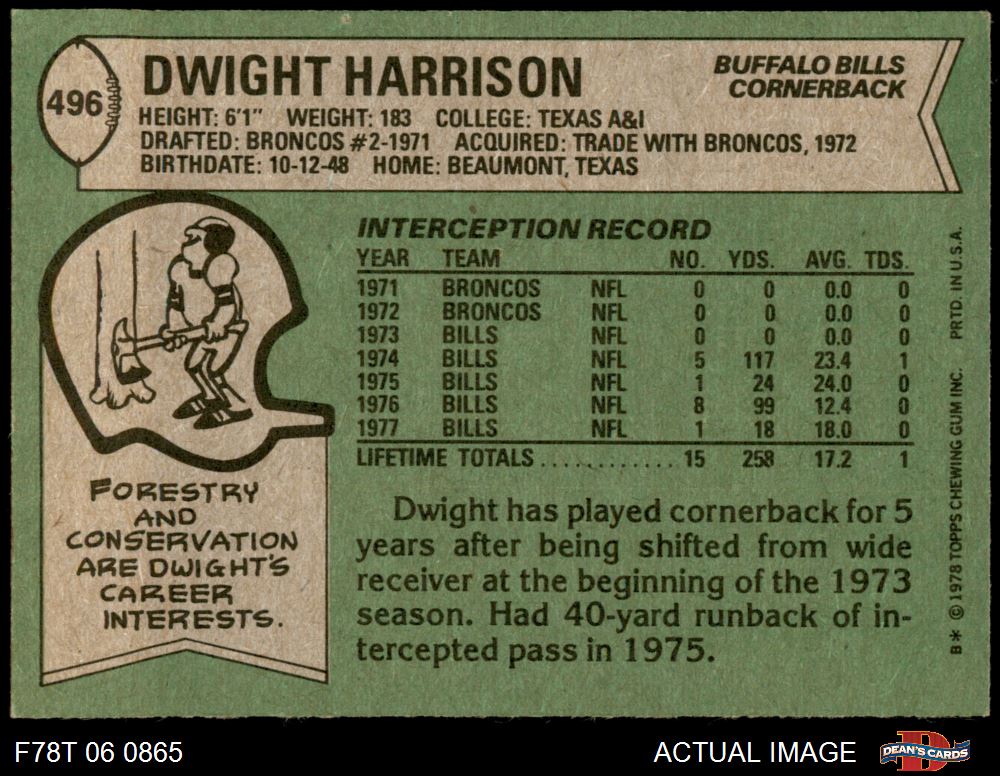 496
DWIGHT HARRISON
BUFFALO BILLS
CORNERBACK
HEIGHT: 6'1" WEIGHT: 183 COLLEGE: TEXAS A&I
DRAFTED: BRONCOS #2-1971 ACQUIRED: TRADE WITH BRONCOS, 1972
BIRTHDATE: 10-12-48 HOME: BEAUMONT, TEXAS
INTERCEPTION RECORD
YEAR TEAM NO. YDS. AVG. TDS.
1971 BRONCOS NFL 0 0 0.0 0
1972 BRONCOS NFL 0 0 0.0 0
1973 BILLS NFL 0 0 0.0 0
1974 BILLS NFL 5 117 23.4 1
1975 BILLS NFL 1 24 24.0 0
1976 BILLS NFL 8 99 12.4 0
1977 BILLS NFL 1 18 18.0 0
LIFETIME TOTALS............. 15 258 17.2 1
FORESTRY
AND
CONSERVATION
ARE DWIGHT'S
CAREER
INTERESTS.
Dwight has played cornerback for 5
years after being shifted from wide
receiver at the beginning of the 1973
season. Had 40-yard runback of in-
tercepted pass in 1975.
B* © 1978 TOPPS CHEWING GUM INC. PRTD. IN U.S.A.
F78T 06 0865
ACTUAL IMAGE
DEAN'S CARDS